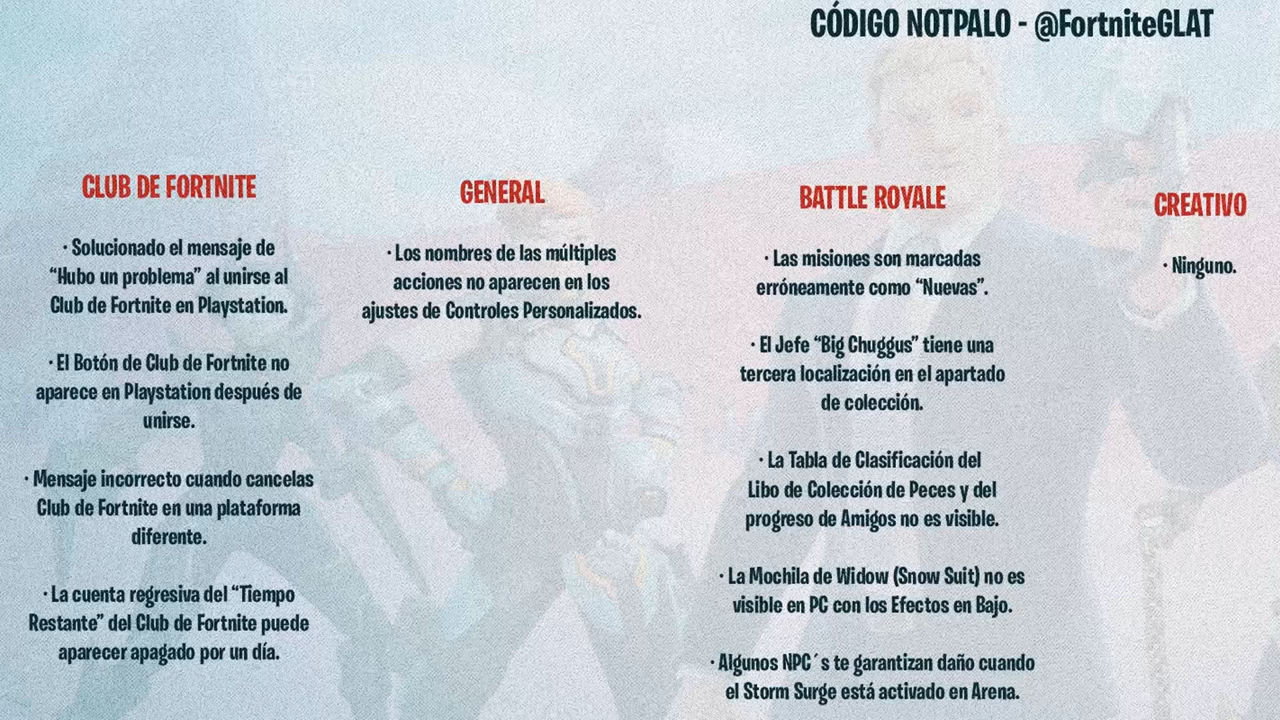 CÓDIGO NOTPALO - @FortniteGLAT
CLUB DE FORTNITE
· Solucionado el mensaje de
“Hubo un problema” al unirse al
Club de Fortnite en Playstation.
· El Botón de Club de Fortnite no
aparece en Playstation después de
unirse.
· Mensaje incorrecto cuando cancelas
Club de Fortnite en una plataforma
diferente.
· La cuenta regresiva del “Tiempo
Restante” del Club de Fortnite puede
aparecer apagado por un día.
GENERAL
· Los nombres de las múltiples
acciones no aparecen en los
ajustes de Controles Personalizados.
BATTLE ROYALE
· Las misiones son marcadas
erróneamente como “Nuevas”.
· El Jefe “Big Chuggus” tiene una
tercera localización en el apartado
de colección.
· La Tabla de Clasificación del
Libo de Colección de Peces y del
progreso de Amigos no es visible.
· La Mochila de Widow (Snow Suit) no es
visible en PC con los Efectos en Bajo.
· Algunos NPC´s te garantizan daño cuando
el Storm Surge está activado en Arena.
CREATIVO
· Ninguno.